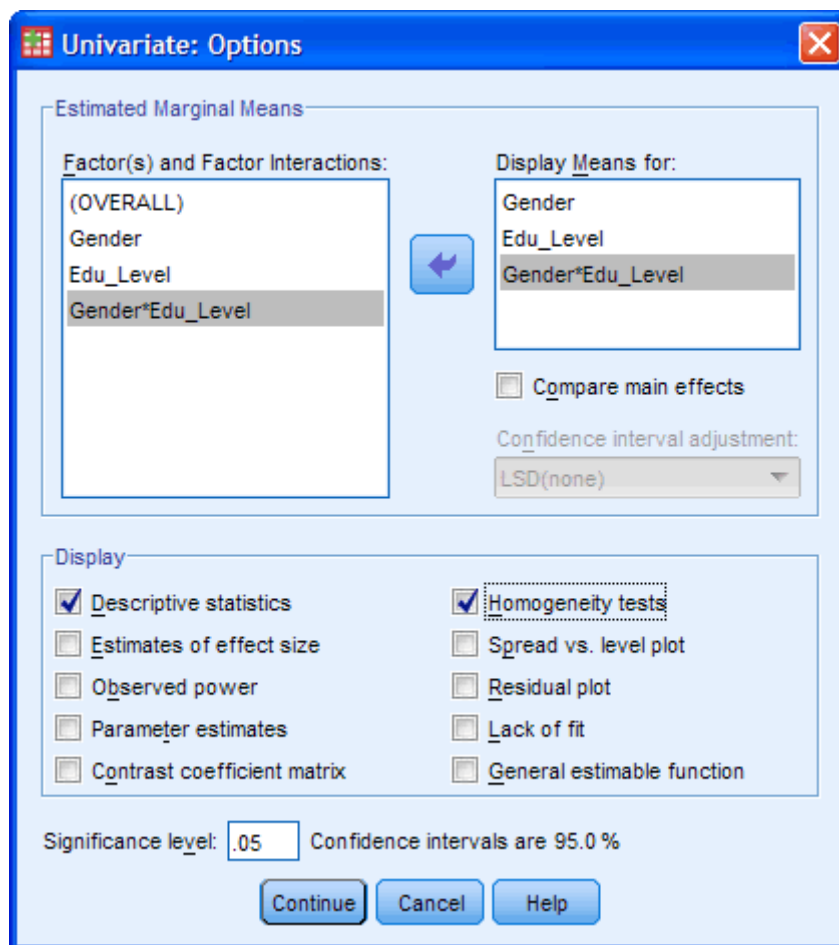 Univariate: Options
Estimated Marginal Means
Factor(s) and Factor Interactions:
(OVERALL)
Gender
Edu_Level
Gender*Edu_Level
Display Means for:
Gender
Edu_Level
Gender*Edu_Level
Compare main effects
Confidence interval adjustment:
LSD(none)
Display
Descriptive statistics
Homogeneity tests
Estimates of effect size
Spread vs. level plot
Observed power
Residual plot
Parameter estimates
Lack of fit
Contrast coefficient matrix
General estimable function
Significance level: .05 Confidence intervals are 95.0 %
Continue Cancel Help